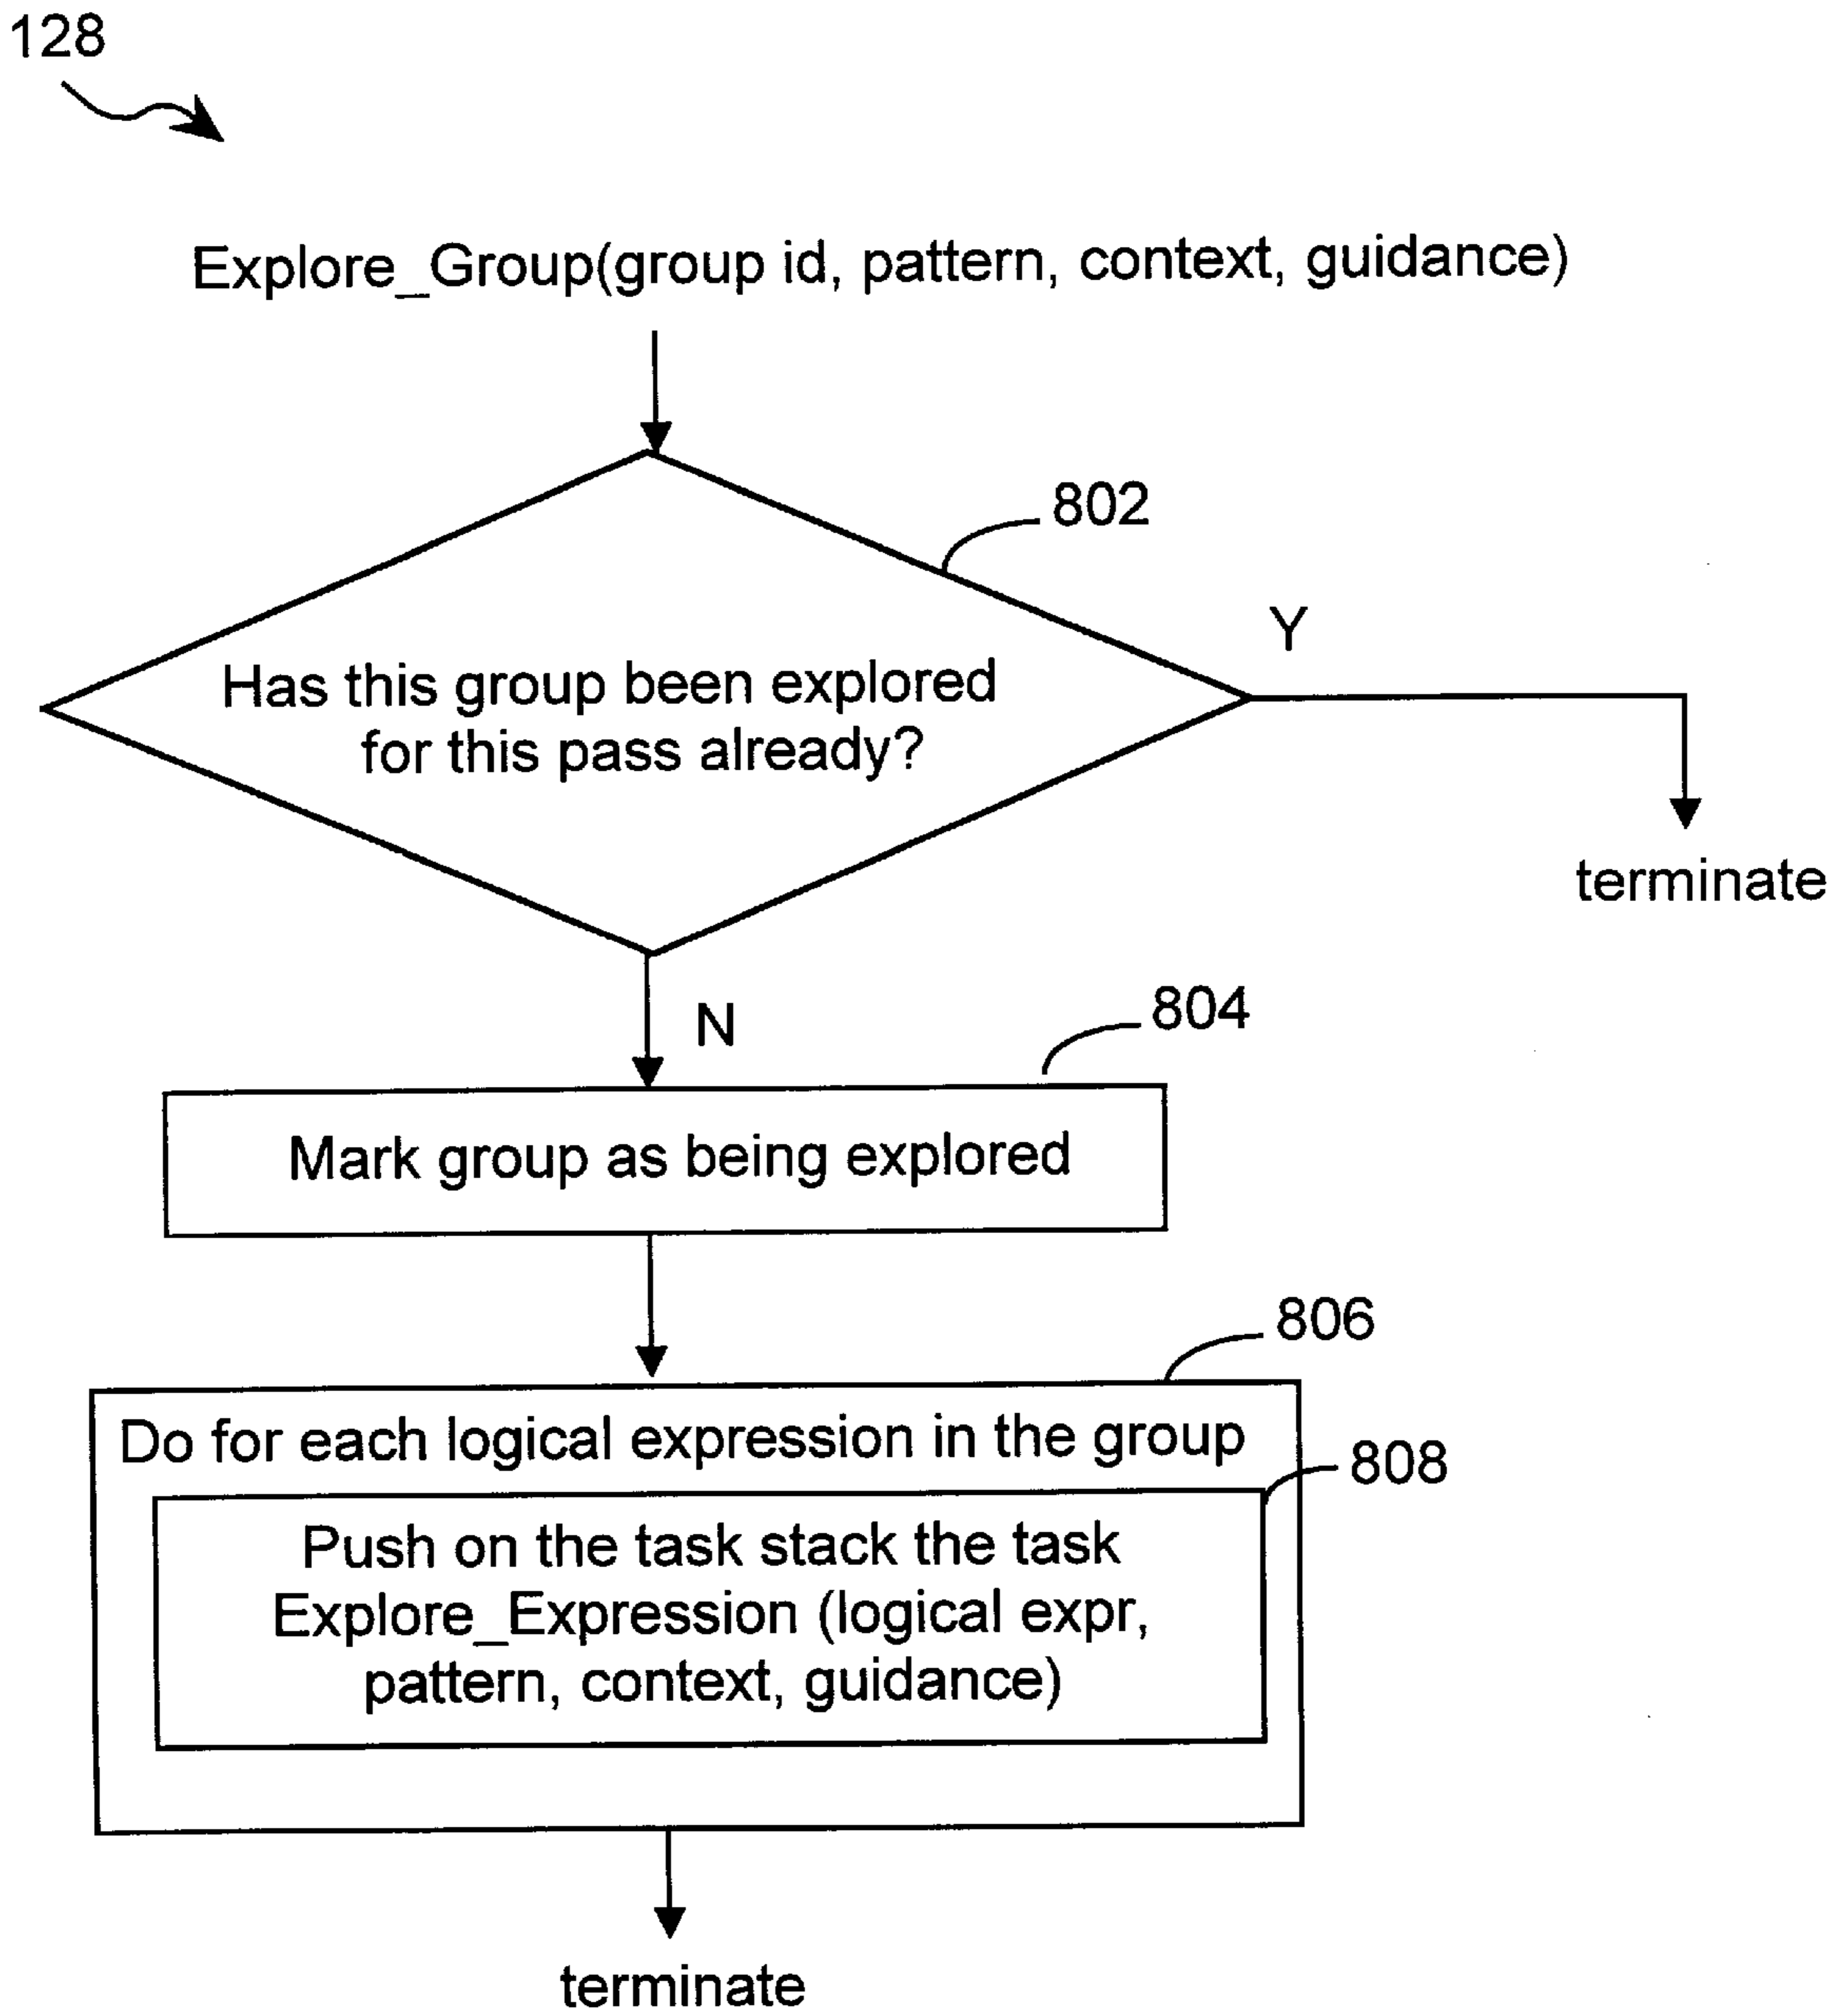 128
Explore_Group(group id, pattern, context, guidance)
802
Y
Has this group been explored
for this pass already?
terminate
N
804
Mark group as being explored
806
Do for each logical expression in the group
808
Push on the task stack the task
Explore_Expression (logical expr,
pattern, context, guidance)
terminate